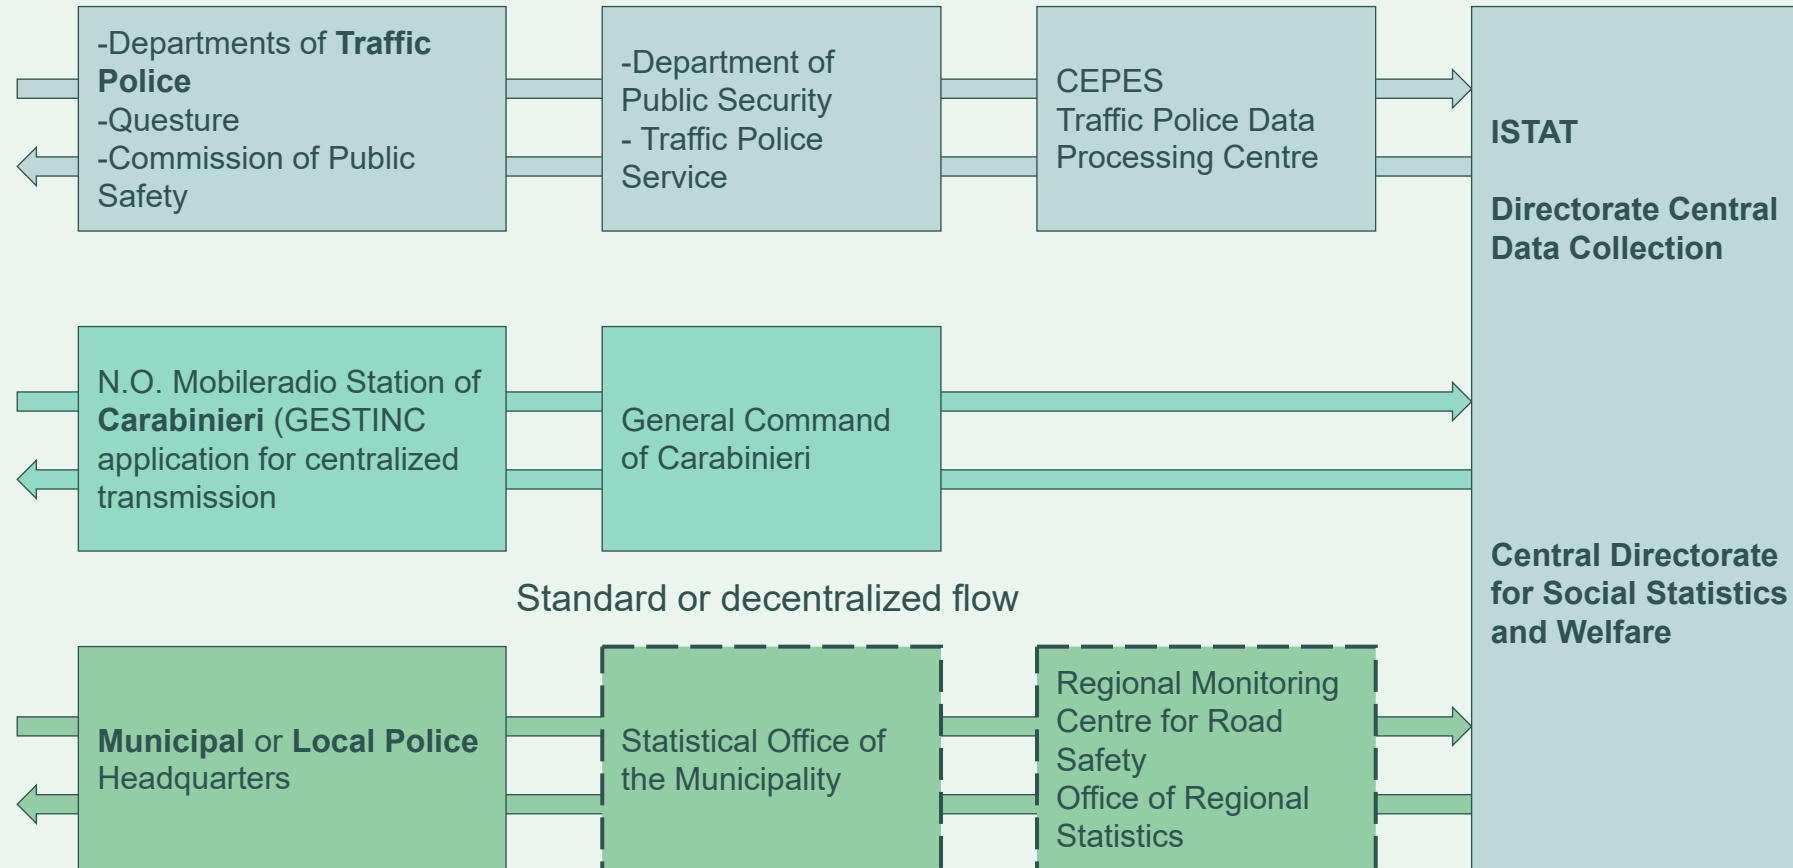 -Departments of Traffic
Police
-Questure
-Commission of Public
Safety
-Department of
Public Security
- Traffic Police
Service
CEPES
Traffic Police Data
Processing Centre
ISTAT
Directorate Central
Data Collection
N.O. Mobileradio Station of
Carabinieri (GESTINC
application for centralized
transmission
General Command
of Carabinieri
Central Directorate
for Social Statistics
and Welfare
Standard or decentralized flow
Municipal or Local Police
Headquarters
Statistical Office of
the Municipality
Regional Monitoring
Centre for Road
Safety
Office of Regional
Statistics